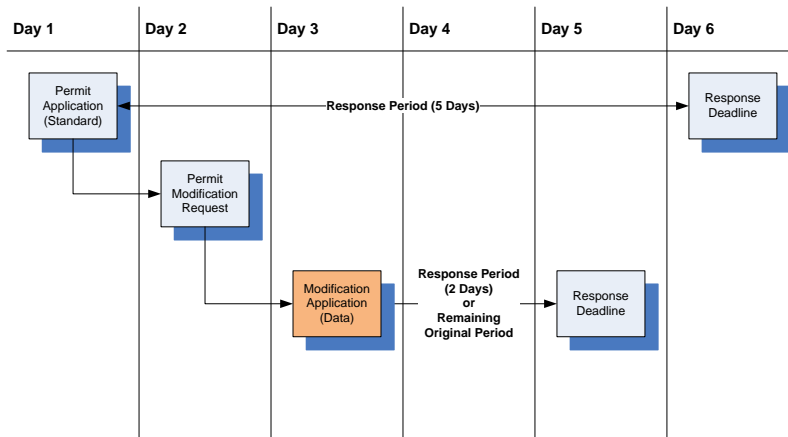 Day 1
Day 2
Day 3
Day 4
Day 5
Day 6
Permit
Application
(Standard)
Response Period (5 Days)
Response
Deadline
Permit
Modification
Request
Modification
Application
(Data)
Response Period
(2 Days)
or
Remaining
Original Period
Response
Deadline